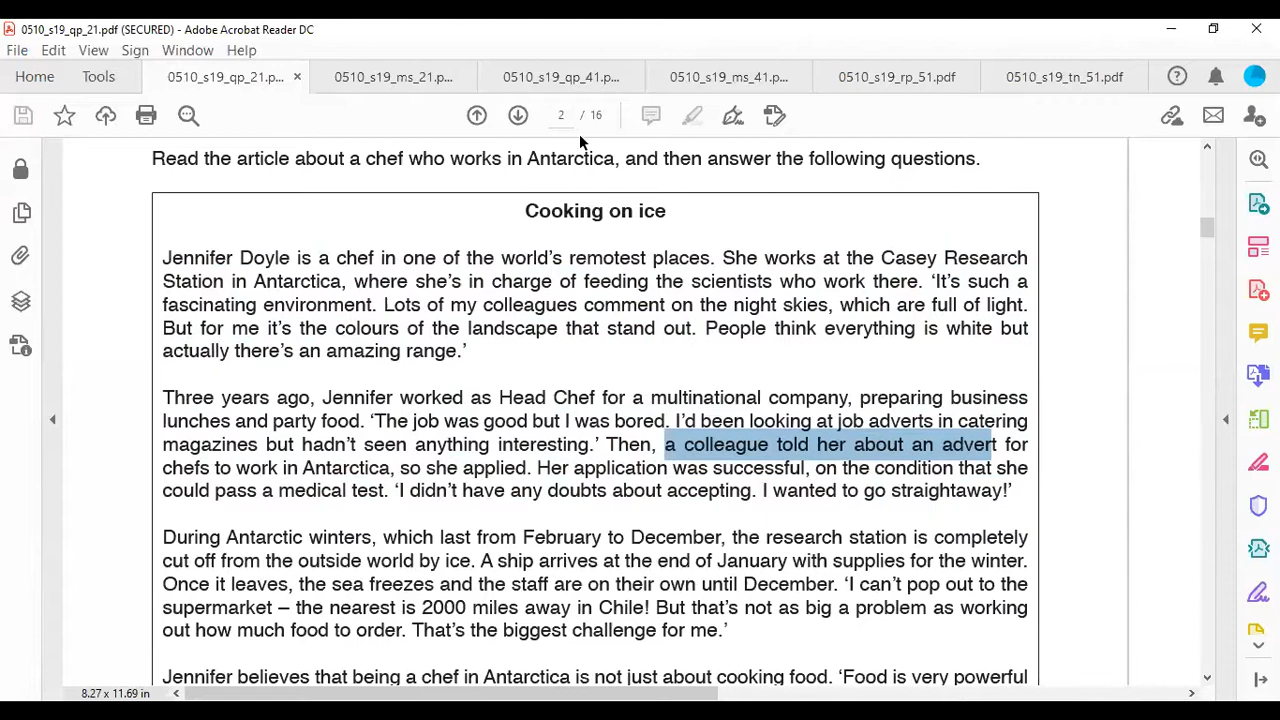 0510_s19_qp_21.pdf (SECURED) - Adobe Acrobat Reader DC
File Edit View Sign Window Help
Home Tools 0510_s19_qp_21.p... × 0510_s19_ms_21.p... 0510_s19_qp_41.p... 0510_s19_ms_41.p... 0510_s19_rp_51.pdf 0510_s19_tn_51.pdf
2 / 16
Read the article about a chef who works in Antarctica, and then answer the following questions.
Cooking on ice
Jennifer Doyle is a chef in one of the world's remotest places. She works at the Casey Research
Station in Antarctica, where she's in charge of feeding the scientists who work there. 'It's such a
fascinating environment. Lots of my colleagues comment on the night skies, which are full of light.
But for me it's the colours of the landscape that stand out. People think everything is white but
actually there's an amazing range.'
Three years ago, Jennifer worked as Head Chef for a multinational company, preparing business
lunches and party food. 'The job was good but I was bored. I'd been looking at job adverts in catering
magazines but hadn't seen anything interesting.' Then, a colleague told her about an advert for
chefs to work in Antarctica, so she applied. Her application was successful, on the condition that she
could pass a medical test. 'I didn't have any doubts about accepting. I wanted to go straightaway!'
During Antarctic winters, which last from February to December, the research station is completely
cut off from the outside world by ice. A ship arrives at the end of January with supplies for the winter.
Once it leaves, the sea freezes and the staff are on their own until December. 'I can't pop out to the
supermarket – the nearest is 2000 miles away in Chile! But that's not as big a problem as working
out how much food to order. That's the biggest challenge for me.'
Jennifer believes that being a chef in Antarctica is not just about cooking food. 'Food is very powerful
8.27 x 11.69 in